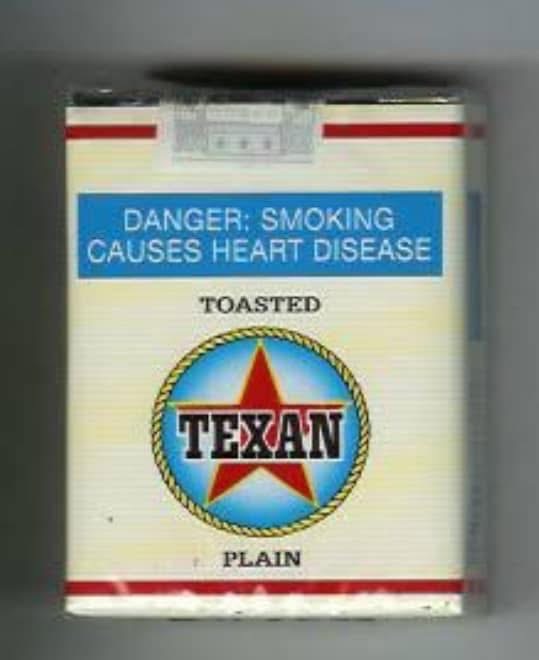 DANGER: SMOKING
CAUSES HEART DISEASE
TOASTED
TEXAN
PLAIN